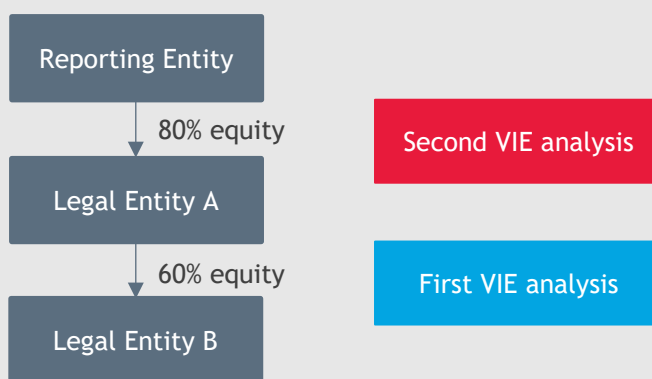 Reporting Entity
80% equity
Second VIE analysis
Legal Entity A
60% equity
First VIE analysis
Legal Entity B